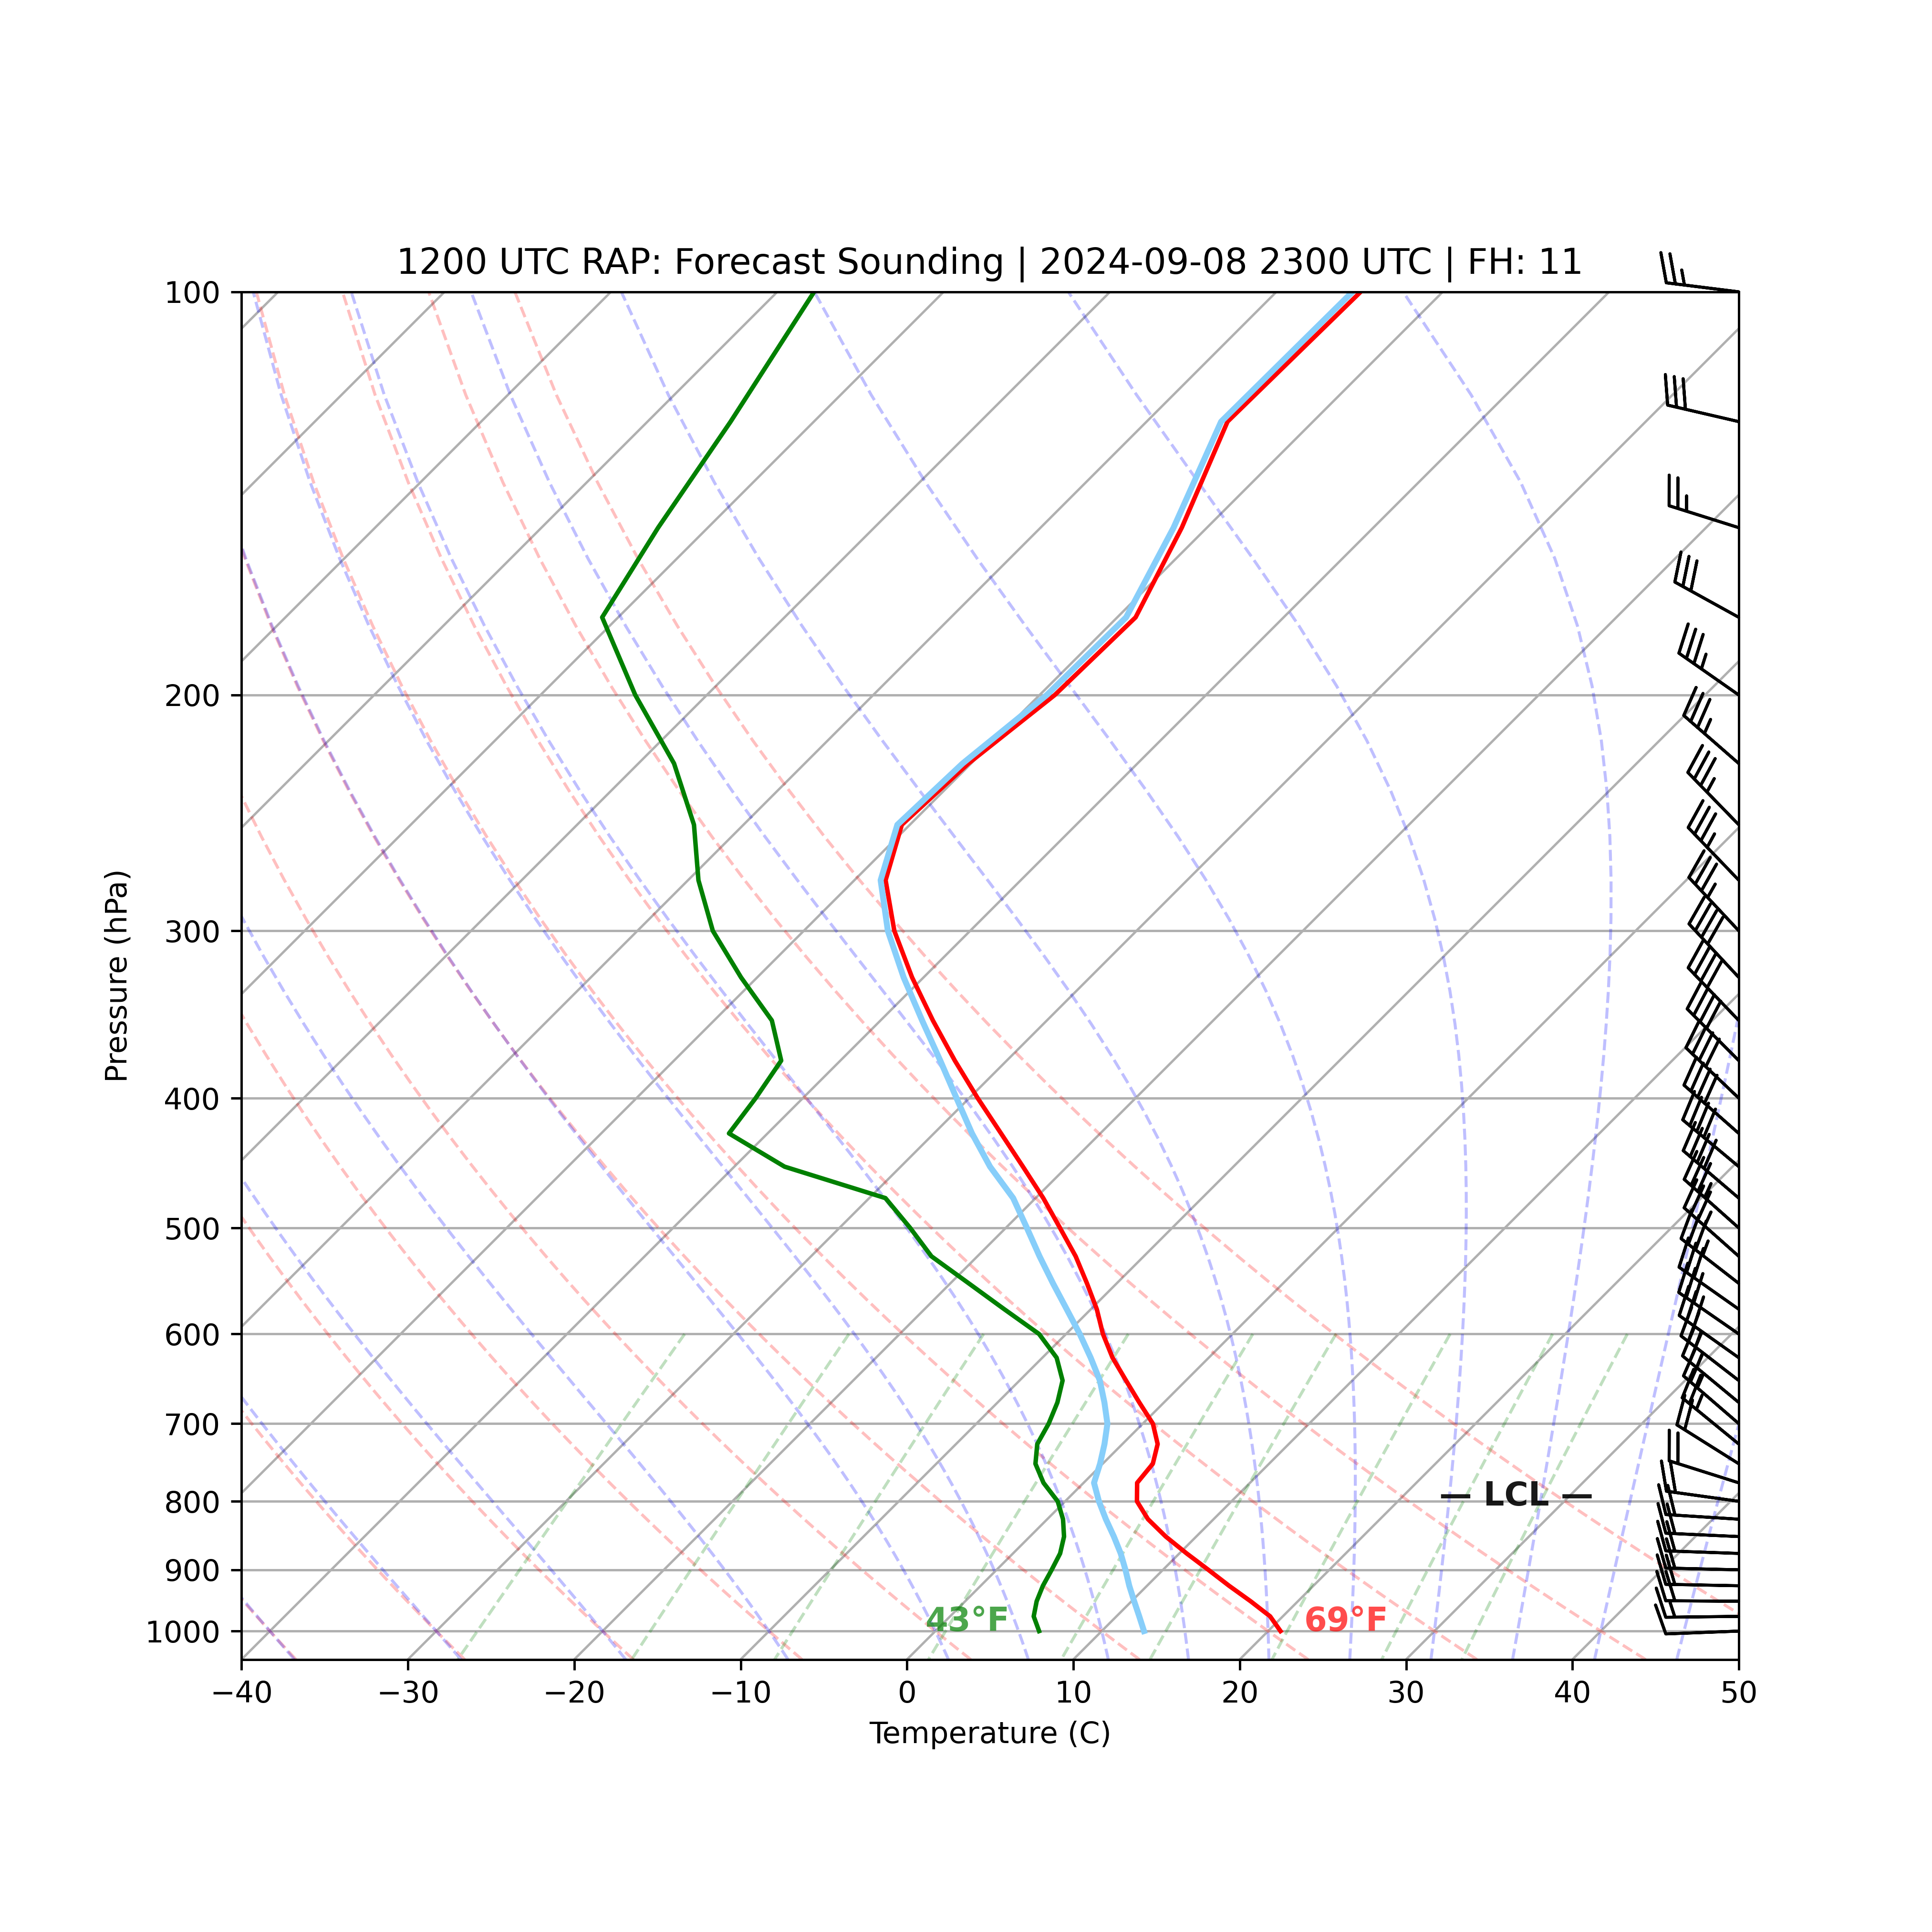 1200 UTC RAP: Forecast Sounding | 2024-09-08 2300 UTC | FH: 11
100
200
300
400
500
600
700
800
900
1000
Pressure (hPa)
— LCL —
43°F
69°F
−40 −30 −20 −10 0 10 20 30 40 50
Temperature (C)